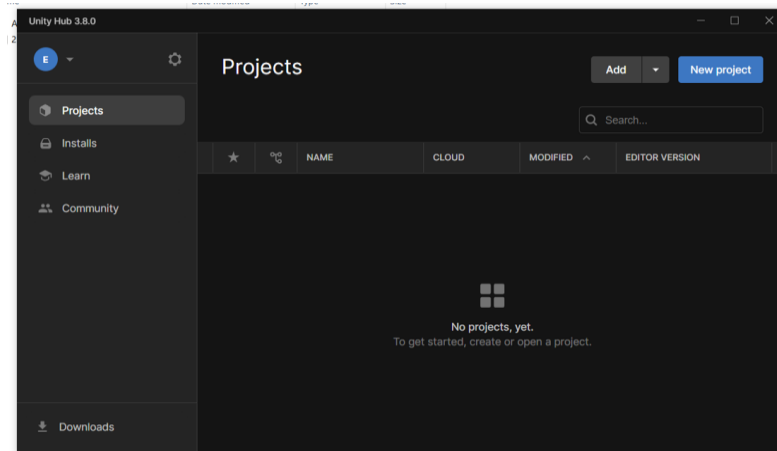 Unity Hub 3.8.0
E
Projects
Installs
Learn
Community
Downloads
Projects
Add
New project
Search...
NAME
CLOUD
MODIFIED
EDITOR VERSION
No projects, yet.
To get started, create or open a project.